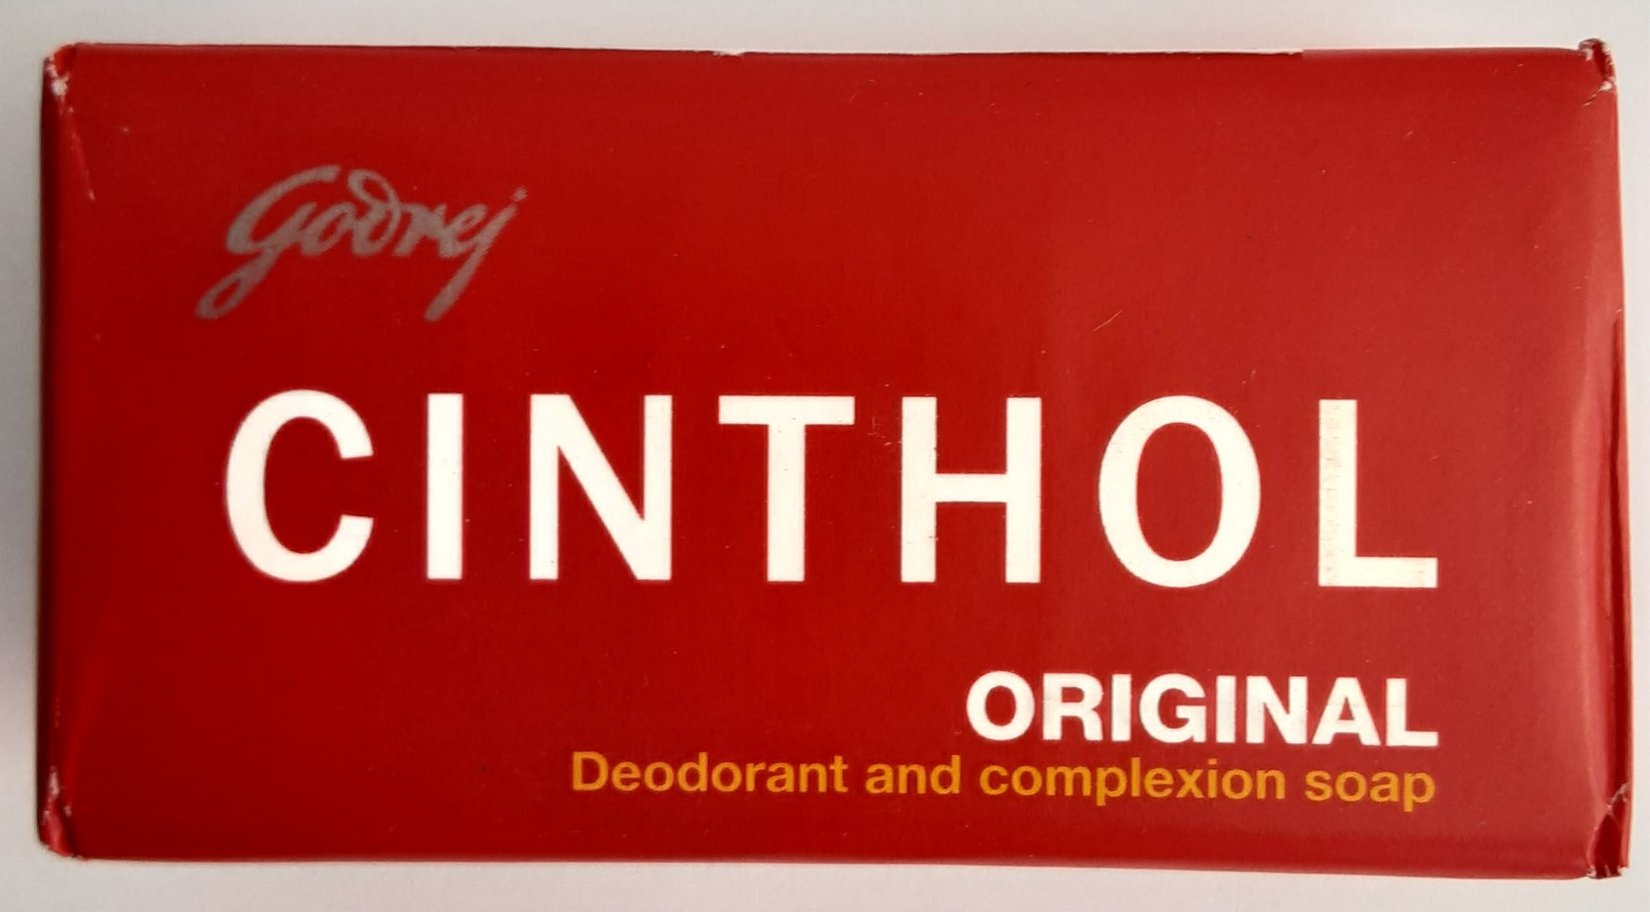 Godrej
CINTHOL
ORIGINAL
Deodorant and complexion soap